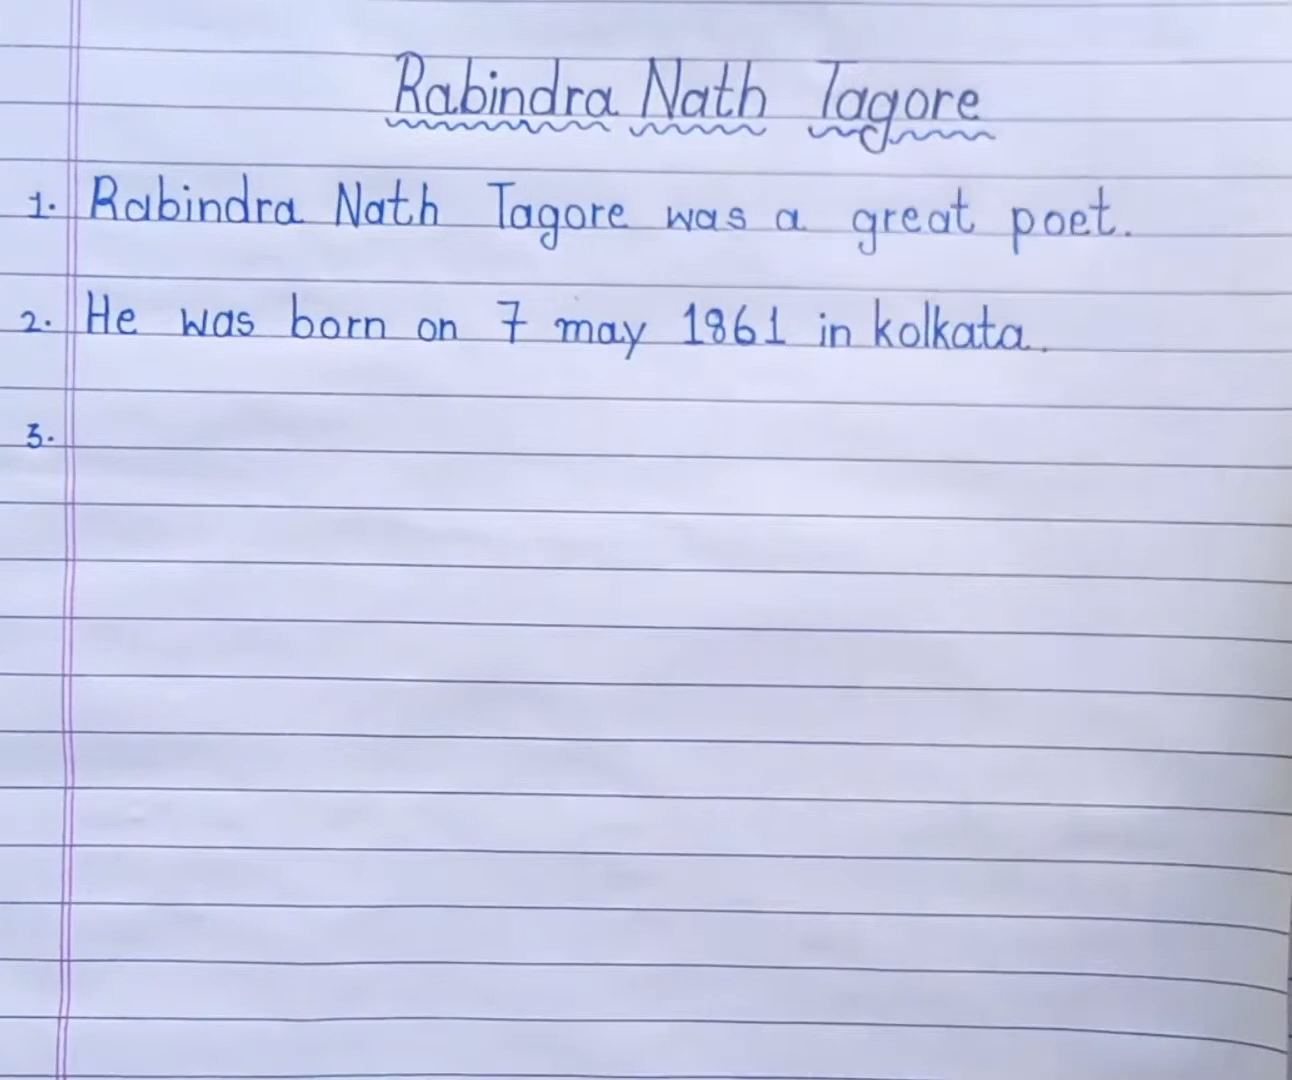 Rabindra Nath Tagore
1. Rabindra Nath Tagore was a great poet.
2. He was born on 7 may 1861 in kolkata.
3.